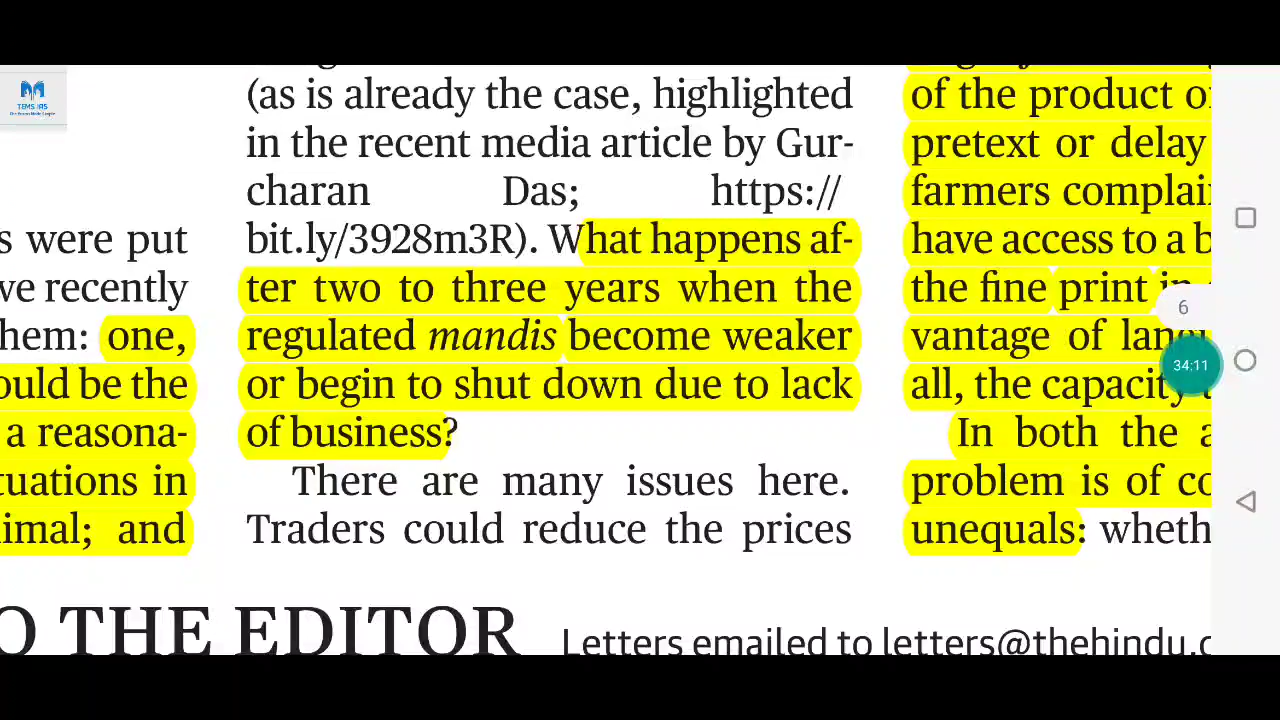 TEMS IAS
s were put
ve recently
hem: one,
ould be the
a reasona-
tuations in
imal; and
(as is already the case, highlighted
in the recent media article by Gur-
charan Das; https://
bit.ly/3928m3R). What happens af-
ter two to three years when the
regulated mandis become weaker
or begin to shut down due to lack
of business?
There are many issues here.
Traders could reduce the prices
of the product o
pretext or delay
farmers complai
have access to a b
the fine print in
vantage of lan
all, the capacity
In both the a
problem is of co
unequals: wheth
6
34:11
O THE EDITOR
Letters emailed to letters@thehindu.c